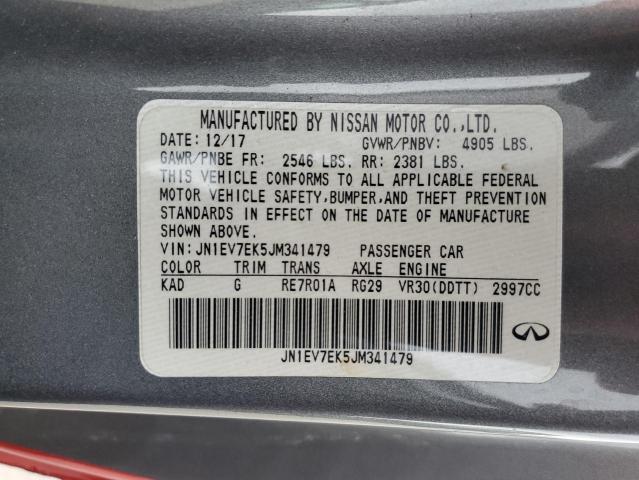 MANUFACTURED BY NISSAN MOTOR CO.,LTD.
DATE: 12/17 GVWR/PNBV: 4905 LBS.
GAWR/PNBE FR: 2546 LBS. RR: 2381 LBS.
THIS VEHICLE CONFORMS TO ALL APPLICABLE FEDERAL
MOTOR VEHICLE SAFETY,BUMPER,AND THEFT PREVENTION
STANDARDS IN EFFECT ON THE DATE OF MANUFACTURE
SHOWN ABOVE.
VIN: JN1EV7EK5JM341479 PASSENGER CAR
COLOR TRIM TRANS AXLE ENGINE
KAD G RE7R01A RG29 VR30(DDTT) 2997CC
JN1EV7EK5JM341479